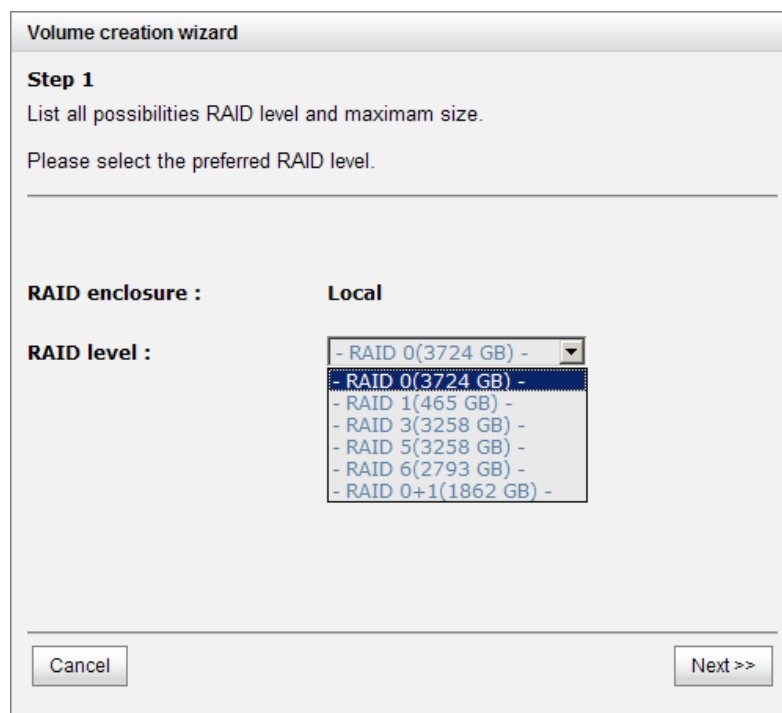 Volume creation wizard
Step 1
List all possibilities RAID level and maximam size.
Please select the preferred RAID level.
RAID enclosure : Local
RAID level : - RAID 0(3724 GB) -
- RAID 0(3724 GB) -
- RAID 1(465 GB) -
- RAID 3(3258 GB) -
- RAID 5(3258 GB) -
- RAID 6(2793 GB) -
- RAID 0+1(1862 GB) -
Cancel Next >>